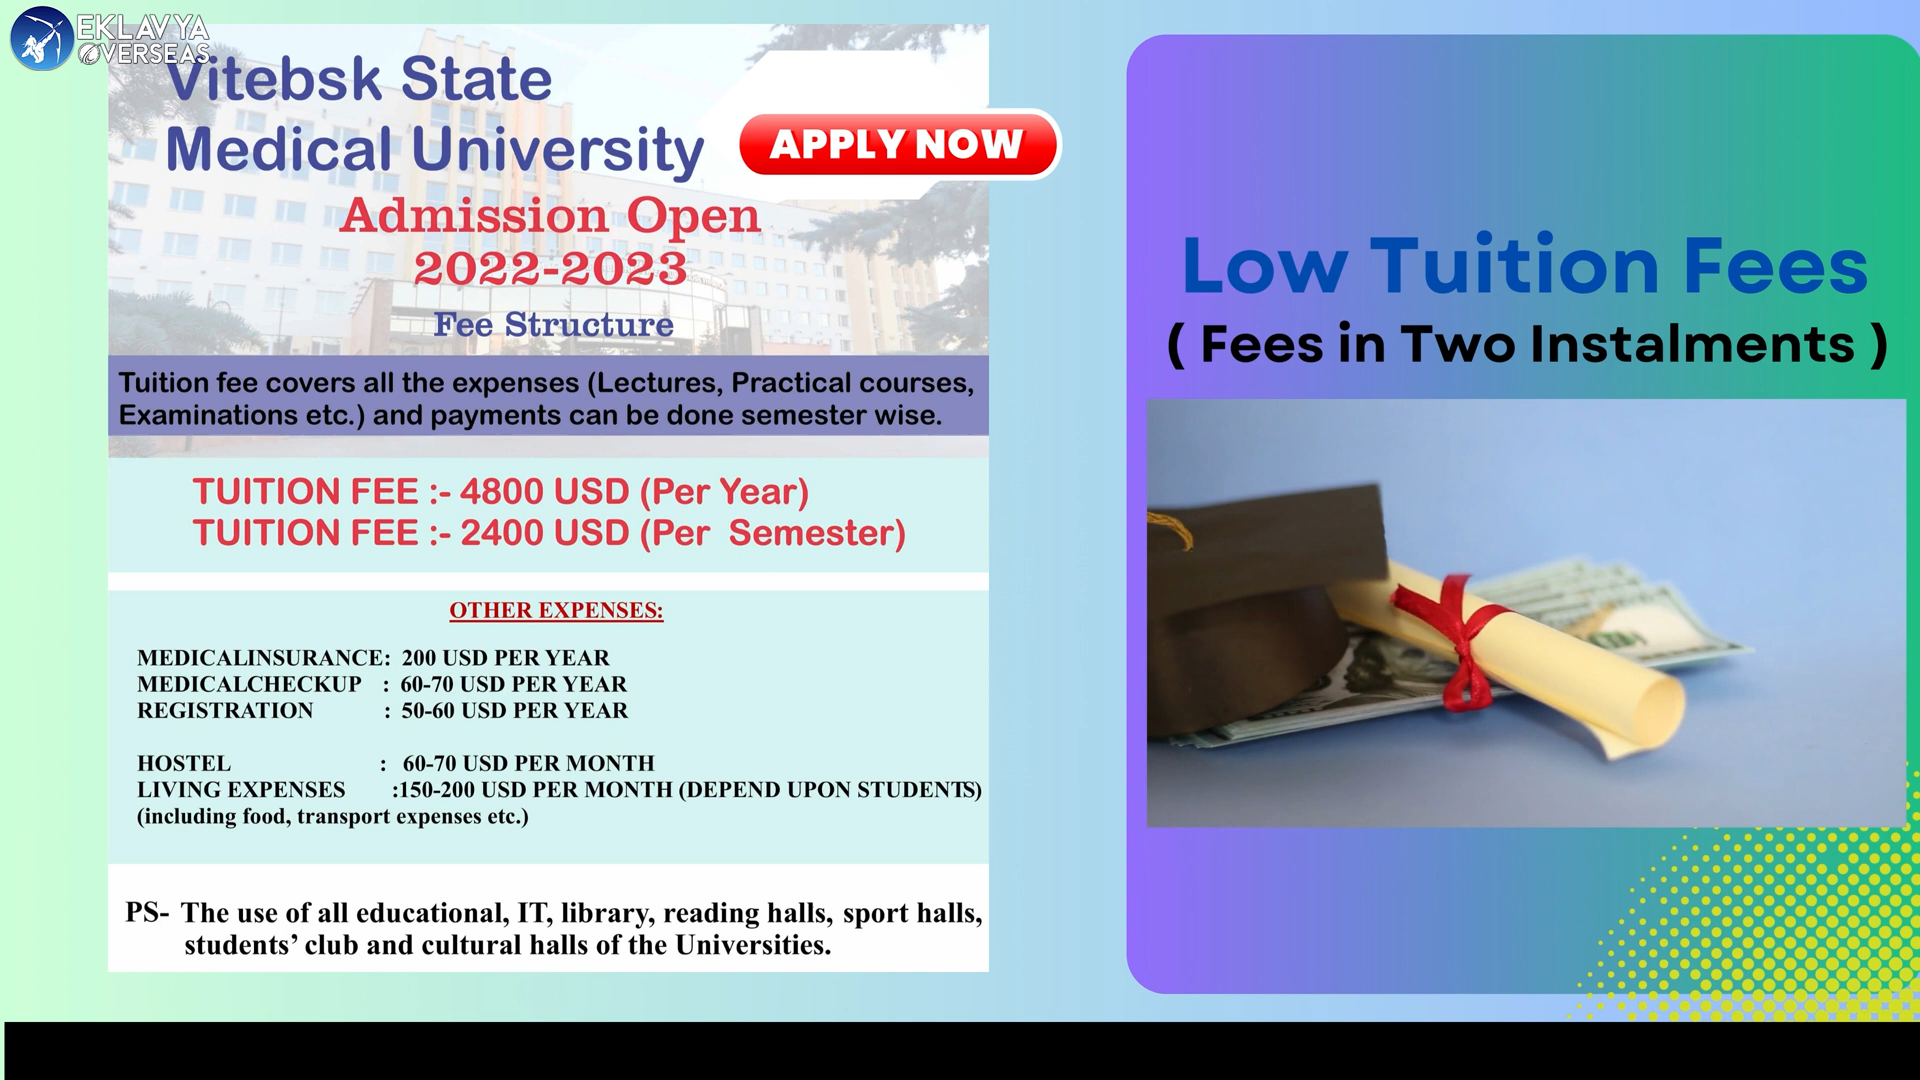 EKLAVYA
OVERSEAS
Vitebsk State
Medical University
APPLY NOW
Admission Open
2022-2023
Fee Structure
Tuition fee covers all the expenses (Lectures, Practical courses,
Examinations etc.) and payments can be done semester wise.
TUITION FEE :- 4800 USD (Per Year)
TUITION FEE :- 2400 USD (Per Semester)
OTHER EXPENSES:
MEDICALINSURANCE: 200 USD PER YEAR
MEDICALCHECKUP : 60-70 USD PER YEAR
REGISTRATION : 50-60 USD PER YEAR
HOSTEL : 60-70 USD PER MONTH
LIVING EXPENSES :150-200 USD PER MONTH (DEPEND UPON STUDENTS)
(including food, transport expenses etc.)
PS- The use of all educational, IT, library, reading halls, sport halls,
students’ club and cultural halls of the Universities.
Low Tuition Fees
( Fees in Two Instalments )